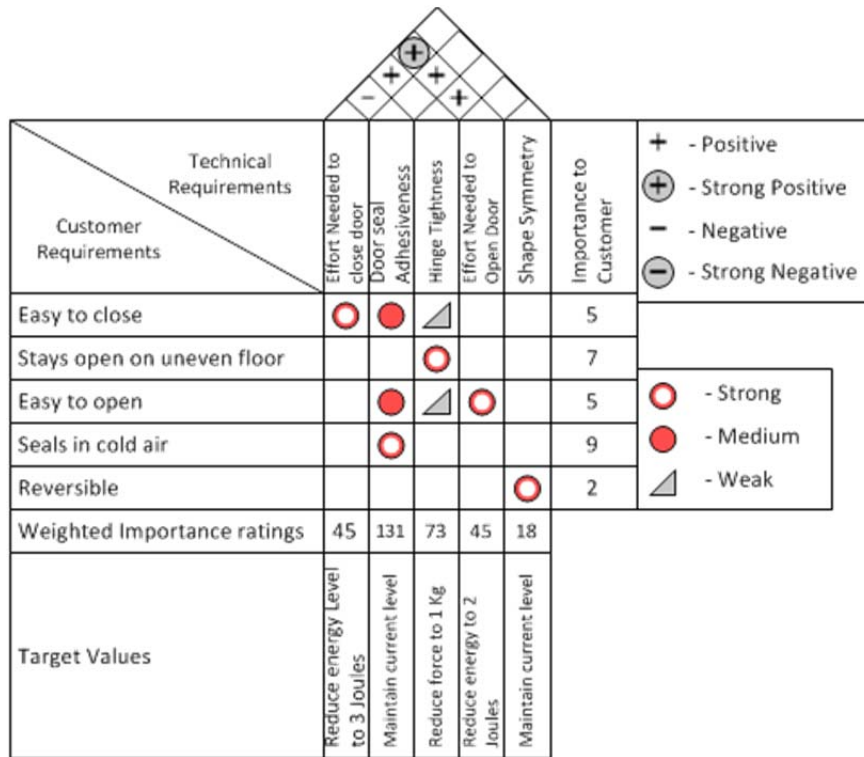 Technical
Requirements
Customer
Requirements
Effort Needed to
close door
Door seal
Adhesiveness
Hinge Tightness
Effort Needed to
Open Door
Shape Symmetry
Importance to
Customer
+ - Positive
+ - Strong Positive
− - Negative
− - Strong Negative
Easy to close 5
Stays open on uneven floor 7
Easy to open 5
Seals in cold air 9
Reversible 2
- Strong
- Medium
- Weak
Weighted Importance ratings 45 131 73 45 18
Target Values
Reduce energy Level
to 3 Joules
Maintain current level
Reduce force to 1 Kg
Reduce energy to 2
Joules
Maintain current level